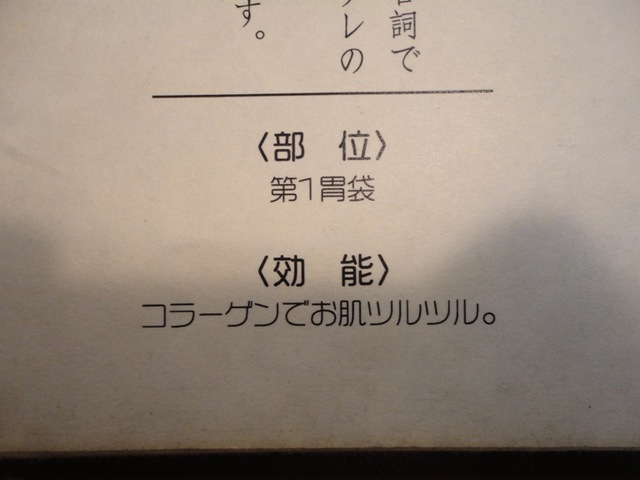 名詞で
レの
す。
〈部 位〉
第1胃袋
〈効 能〉
コラーゲンでお肌ツルツル。